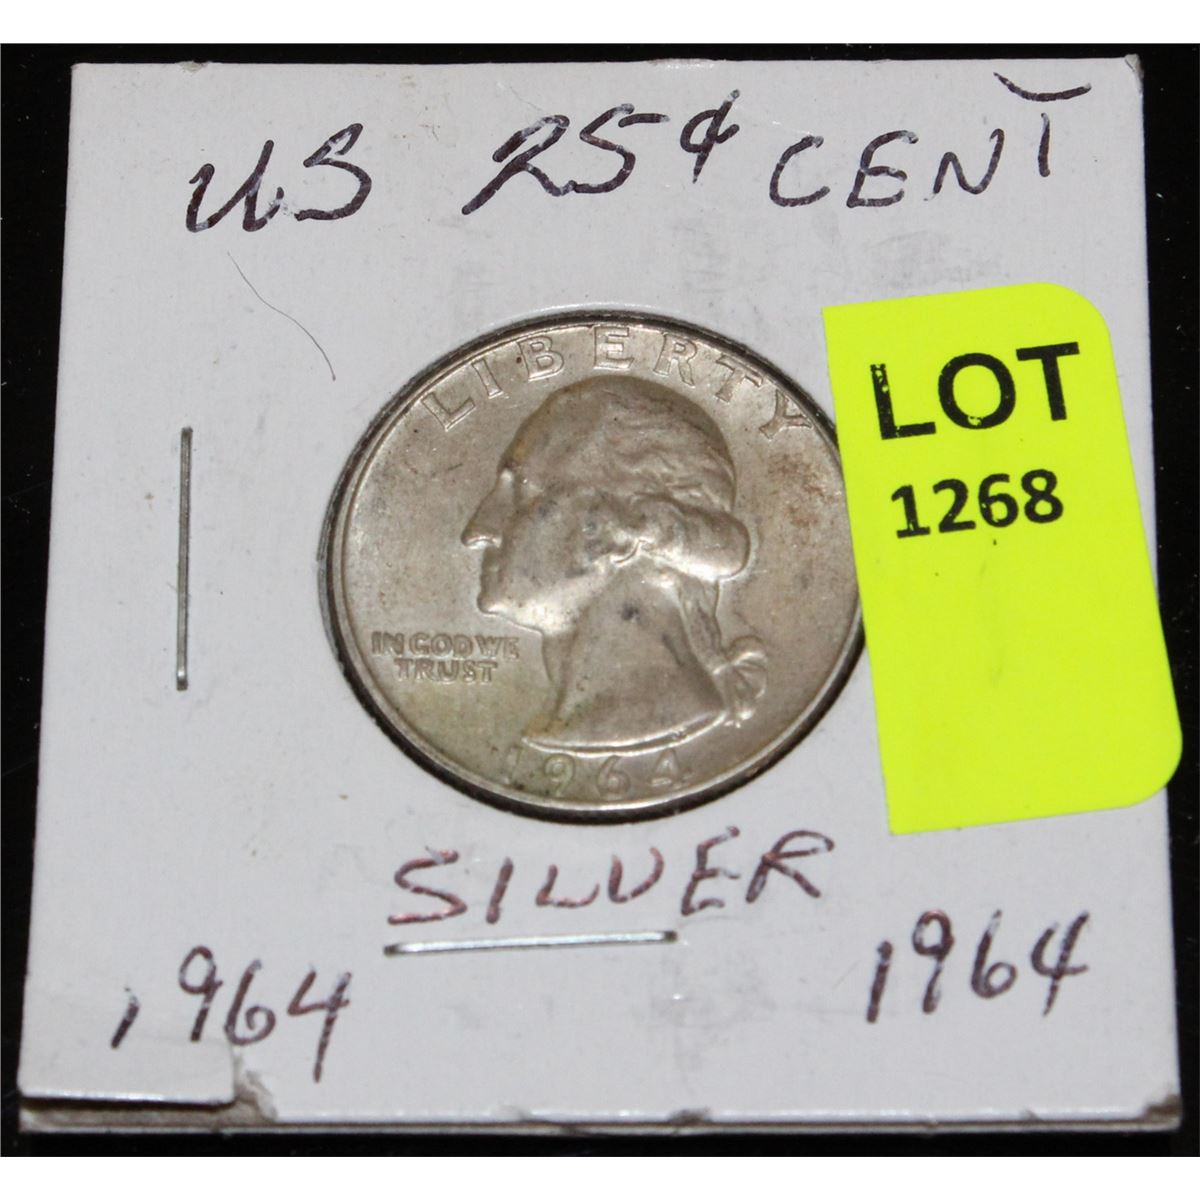 US 25¢ CENT
LOT
1268
LIBERTY
IN GOD WE
TRUST
1964
SILVER
1964 1964